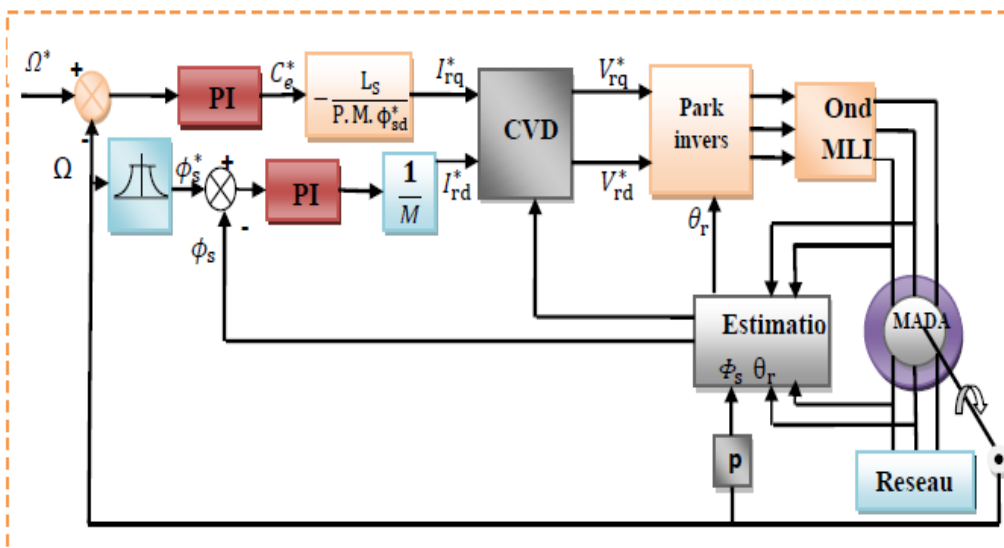 Ω*
+
-
Ω
PI
C*e
- Ls / P.M.ϕ*sd
I*rq
CVD
V*rq
Park
invers
Ond
MLI
ϕ*s
+
-
PI
1 / M
I*rd
V*rd
θr
ϕs
Estimatio
Φs θr
MADA
p
Reseau